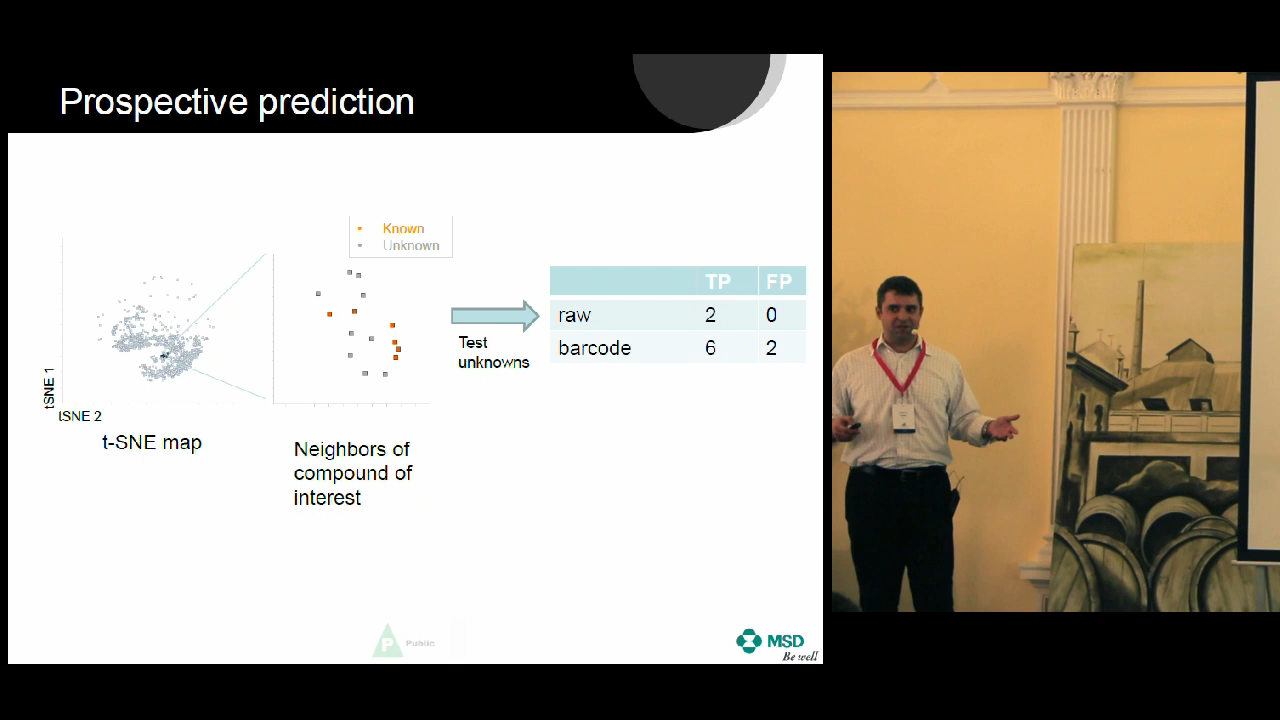 Prospective prediction
Known
Unknown
tSNE 1
tSNE 2
t-SNE map
Neighbors of
compound of
interest
Test
unknowns
TP FP
raw 2 0
barcode 6 2
P Public
MSD
Be well